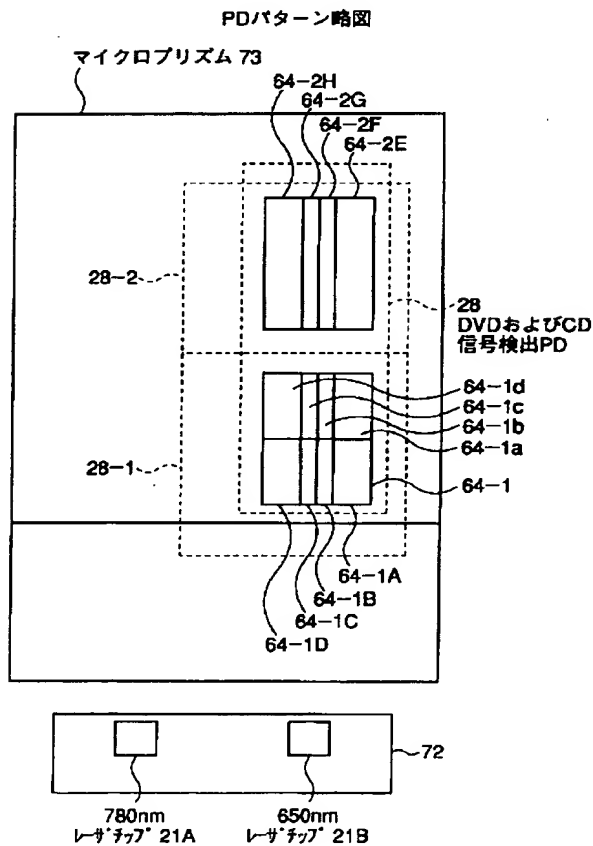 PDパターン略図
マイクロプリズム 73
64-2H
64-2G
64-2F
64-2E
28-2
28
DVDおよびCD
信号検出PD
64-1d
64-1c
64-1b
64-1a
28-1
64-1
64-1A
64-1B
64-1C
64-1D
72
780nm
レーザチップ 21A
650nm
レーザチップ 21B